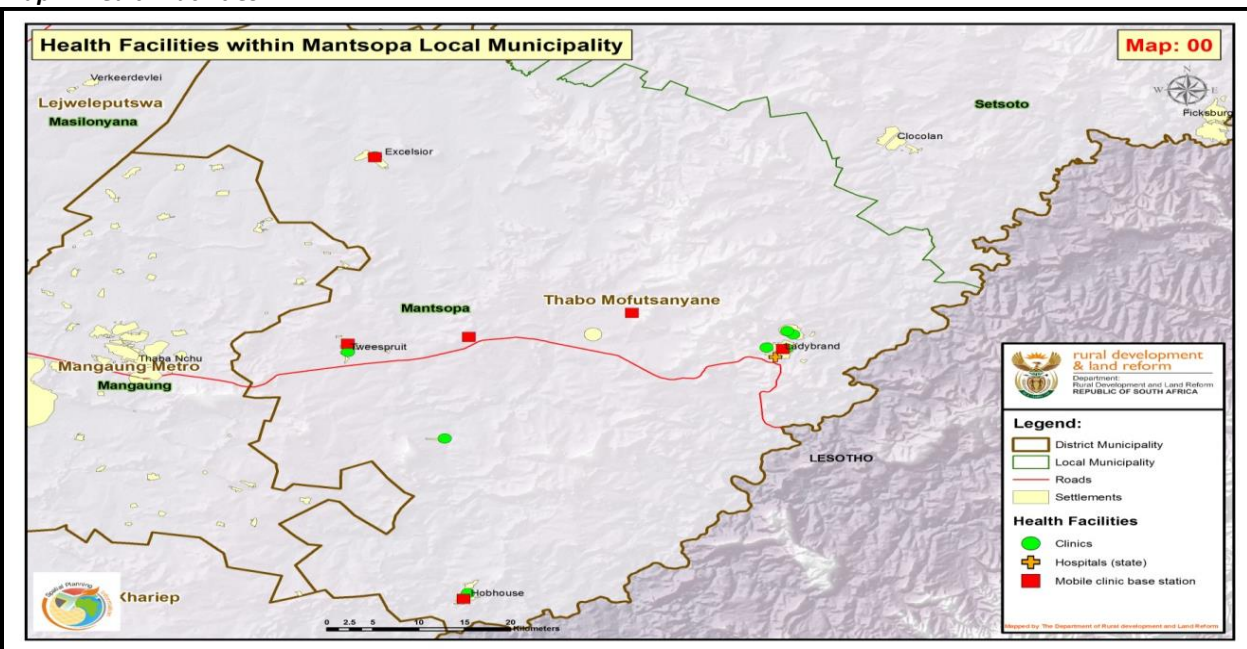 Health Facilities within Mantsopa Local Municipality
Map: 00
N
W
E
S
Verkeerdevlei
Lejweleputswa
Masilonyana
Setsoto
Ficksburg
Clocolan
Excelsior
Thabo Mofutsanyane
Mantsopa
Tweespruit
Ladybrand
Thaba Nchu
Mangaung Metro
Mangaung
LESOTHO
Hobhouse
Khariep
0 2.5 5 10 15 20
Kilometers
rural development
& land reform
Department:
Rural Development and Land Reform
REPUBLIC OF SOUTH AFRICA
Legend:
District Municipality
Local Municipality
Roads
Settlements
Health Facilities
Clinics
Hospitals (state)
Mobile clinic base station
Mapped by The Department of Rural development and Land Reform
Spatial Planning